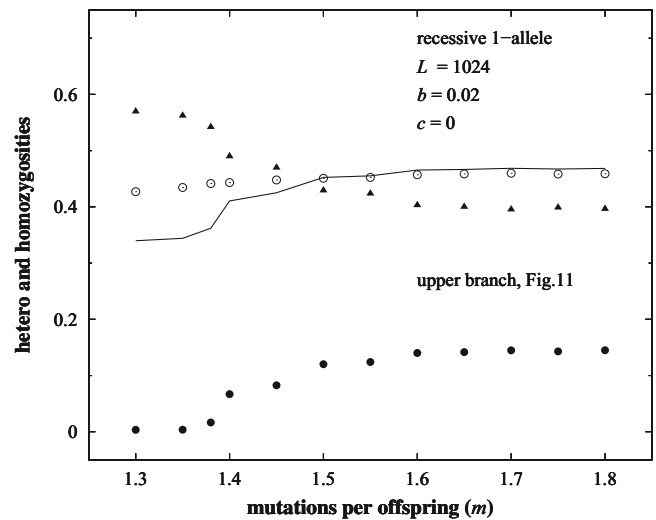 recessive 1−allele
L = 1024
b = 0.02
c = 0
upper branch, Fig.11
hetero and homozygosities
0.6
0.4
0.2
0
1.3 1.4 1.5 1.6 1.7 1.8
mutations per offspring (m)